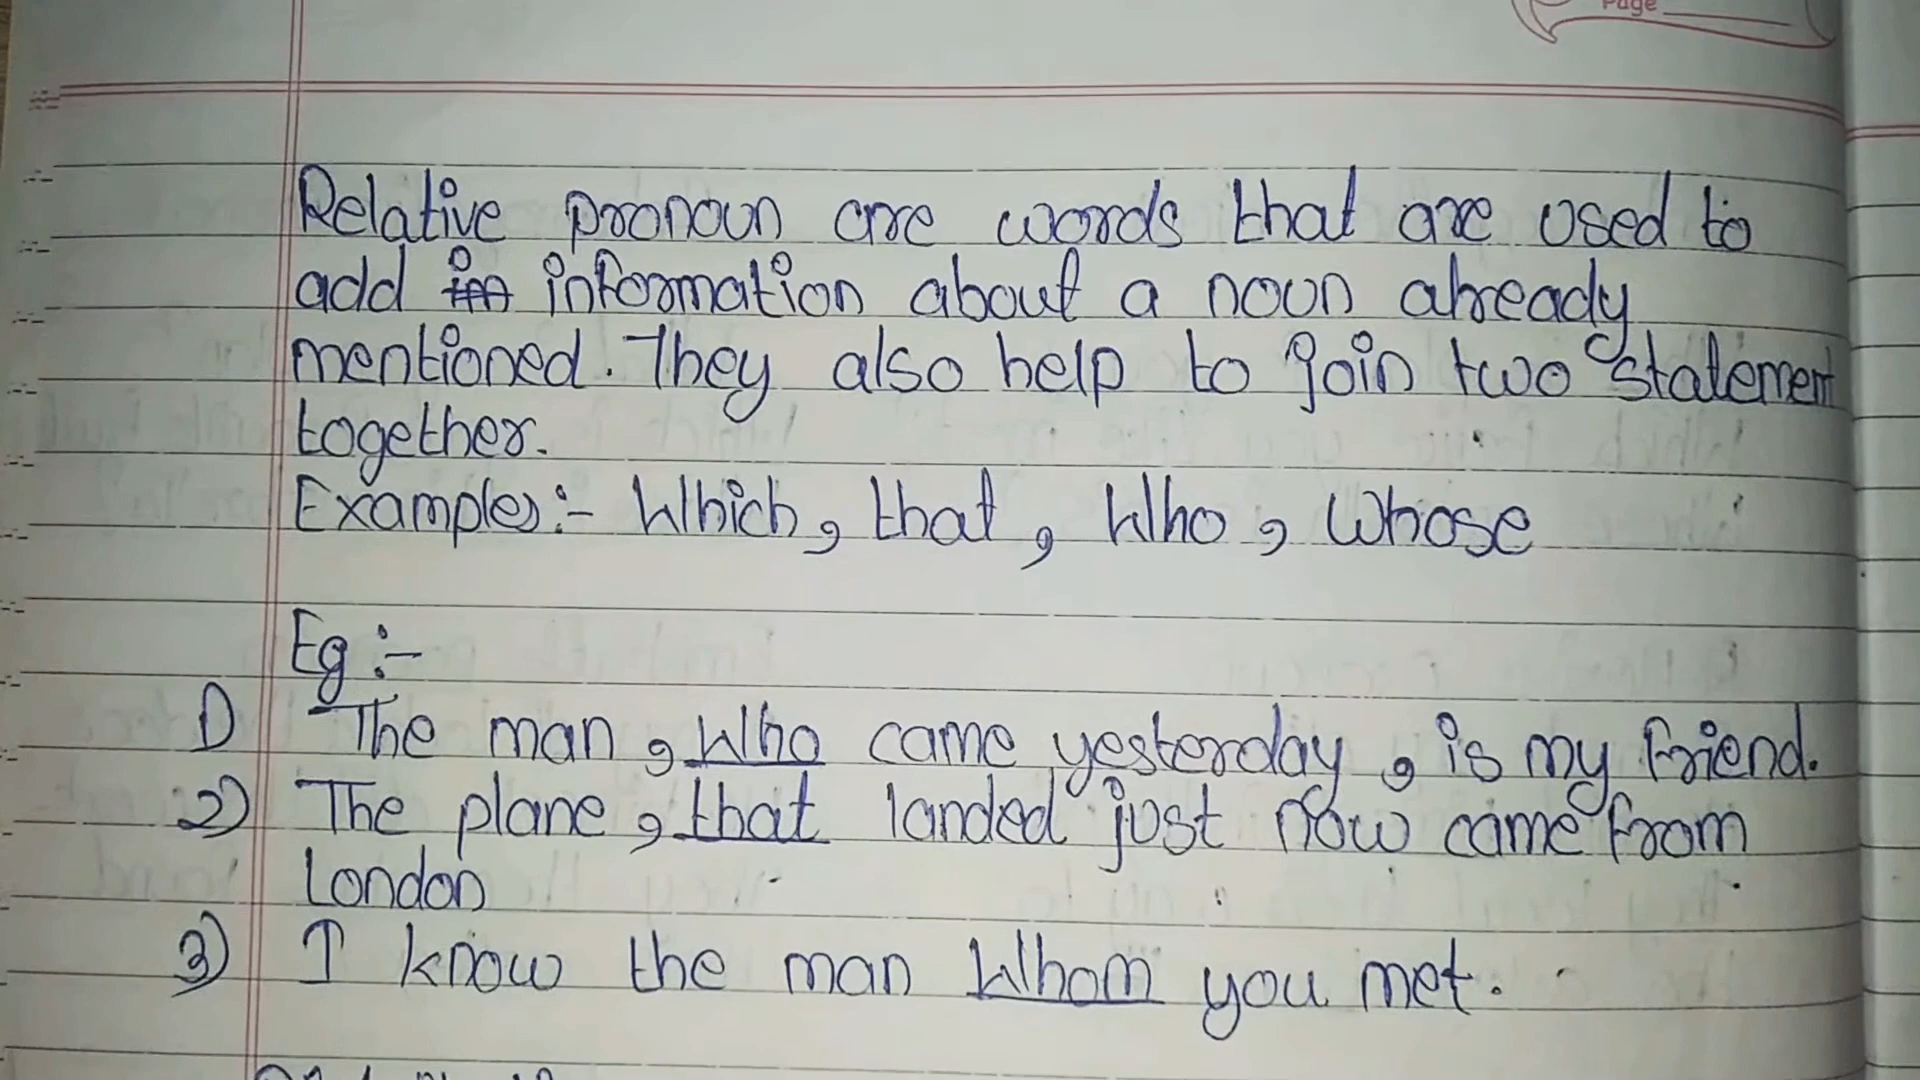 Page
Relative pronoun are words that are used to
add information about a noun already
mentioned. They also help to join two statement
together.
Examples:- Which, that, Who, Whose
Eg:-
1) The man, Who came yesterday, is my friend.
2) The plane, that landed just now came from
London
3) I know the man Whom you met.